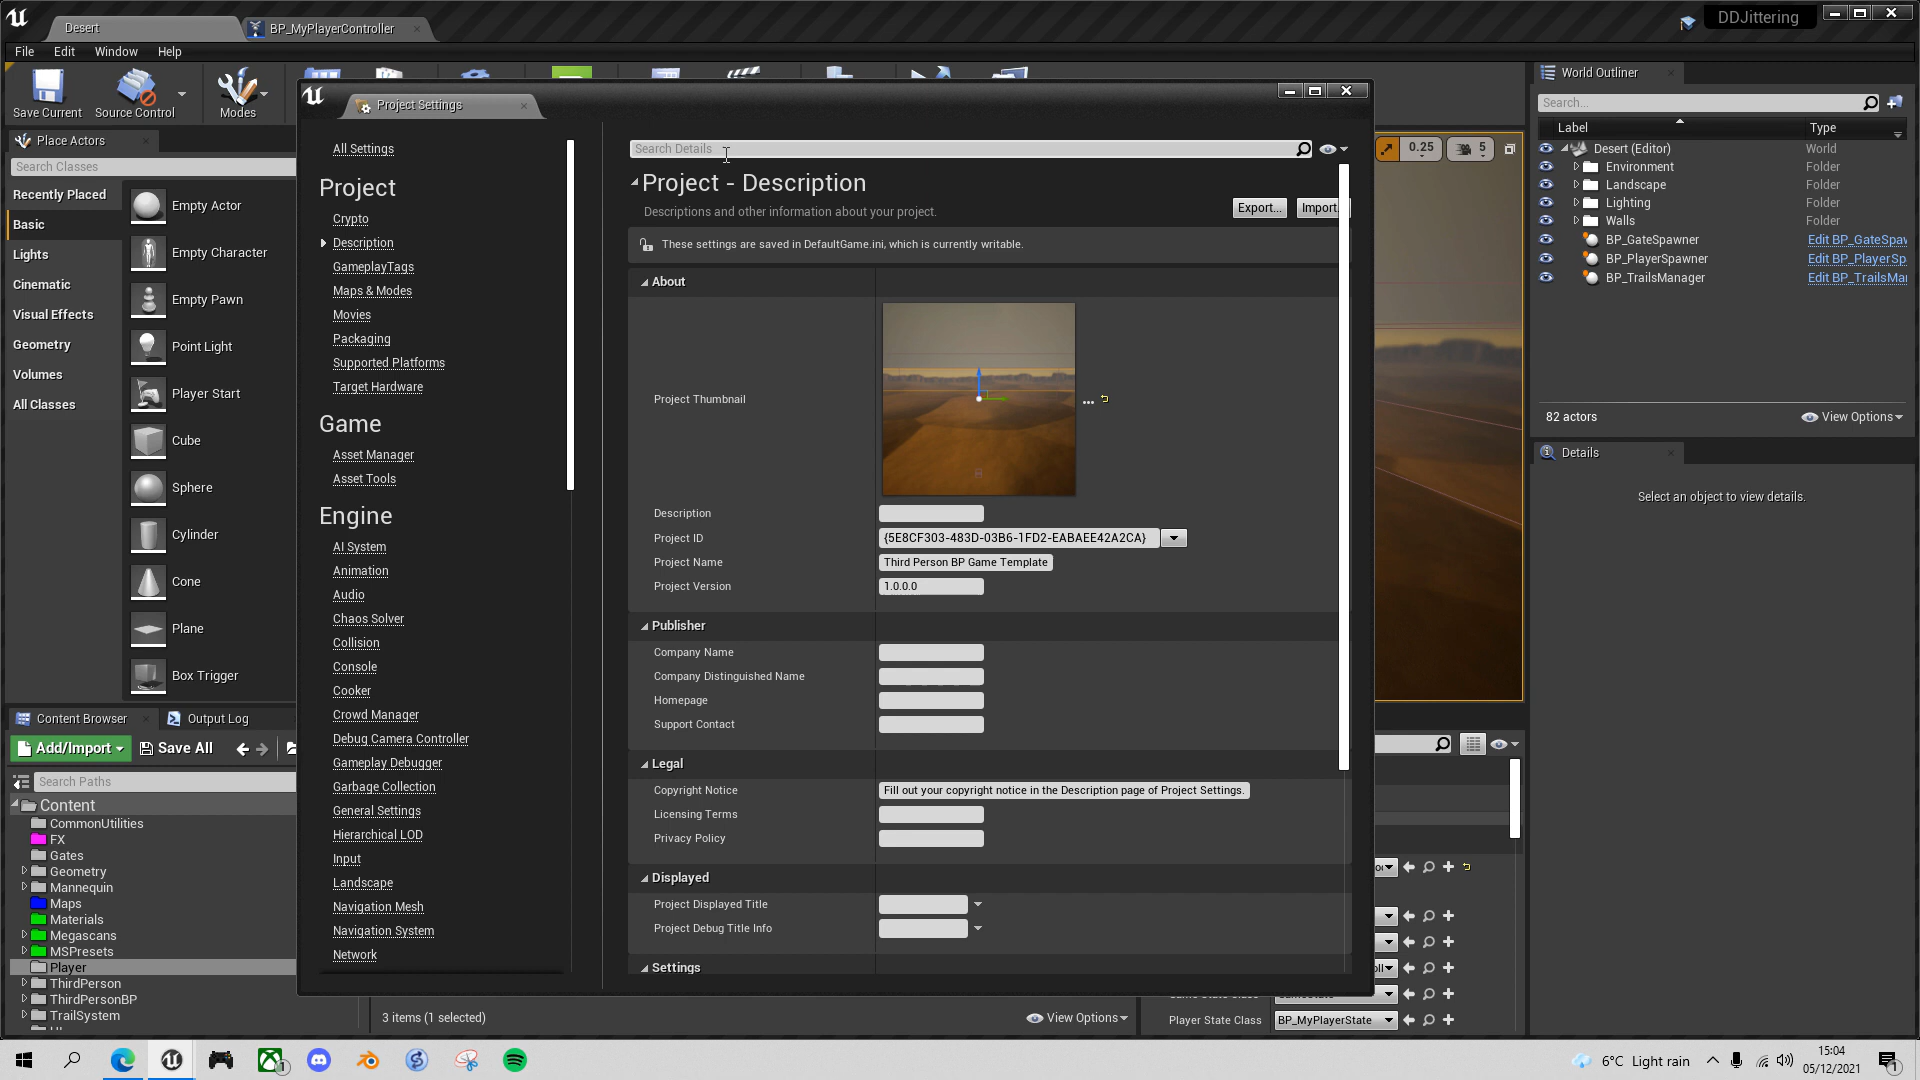 Desert
BP_MyPlayerController
DDJittering
File Edit Window Help
Save Current
Source Control
Modes
Place Actors
Search Classes
Recently Placed
Basic
Lights
Cinematic
Visual Effects
Geometry
Volumes
All Classes
Empty Actor
Empty Character
Empty Pawn
Point Light
Player Start
Cube
Sphere
Cylinder
Cone
Plane
Box Trigger
Project Settings
All Settings
Project
Crypto
Description
GameplayTags
Maps & Modes
Movies
Packaging
Supported Platforms
Target Hardware
Game
Asset Manager
Asset Tools
Engine
AI System
Animation
Audio
Chaos Solver
Collision
Console
Cooker
Crowd Manager
Debug Camera Controller
Gameplay Debugger
Garbage Collection
General Settings
Hierarchical LOD
Input
Landscape
Navigation Mesh
Navigation System
Network
Search Details
Project - Description
Descriptions and other information about your project.
Export...
Import
These settings are saved in DefaultGame.ini, which is currently writable.
About
Project Thumbnail
Description
Project ID {5E8CF303-483D-03B6-1FD2-EABAEE42A2CA}
Project Name Third Person BP Game Template
Project Version 1.0.0.0
Publisher
Company Name
Company Distinguished Name
Homepage
Support Contact
Legal
Copyright Notice Fill out your copyright notice in the Description page of Project Settings.
Licensing Terms
Privacy Policy
Displayed
Project Displayed Title
Project Debug Title Info
Settings
0.25
5
World Outliner
Search...
Label Type
Desert (Editor) World
Environment Folder
Landscape Folder
Lighting Folder
Walls Folder
BP_GateSpawner Edit BP_GateSpav
BP_PlayerSpawner Edit BP_PlayerSp
BP_TrailsManager Edit BP_TrailsMa
82 actors
View Options
Details
Select an object to view details.
Content Browser
Output Log
Add/Import
Save All
Search Paths
Content
CommonUtilities
FX
Gates
Geometry
Mannequin
Maps
Materials
Megascans
MSPresets
Player
ThirdPerson
ThirdPersonBP
TrailSystem
3 items (1 selected)
View Options
Player State Class BP_MyPlayerState
1
6°C Light rain
15:04
05/12/2021
1